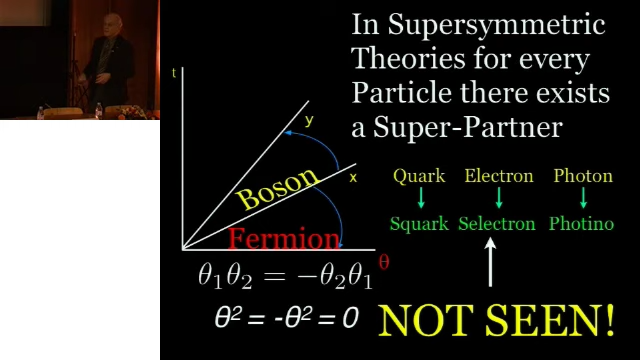 In Supersymmetric
Theories for every
Particle there exists
a Super-Partner
t
y
x
Boson
Fermion
θ
θ₁θ₂ = −θ₂θ₁
θ² = -θ² = 0
Quark Electron Photon
Squark Selectron Photino
NOT SEEN!